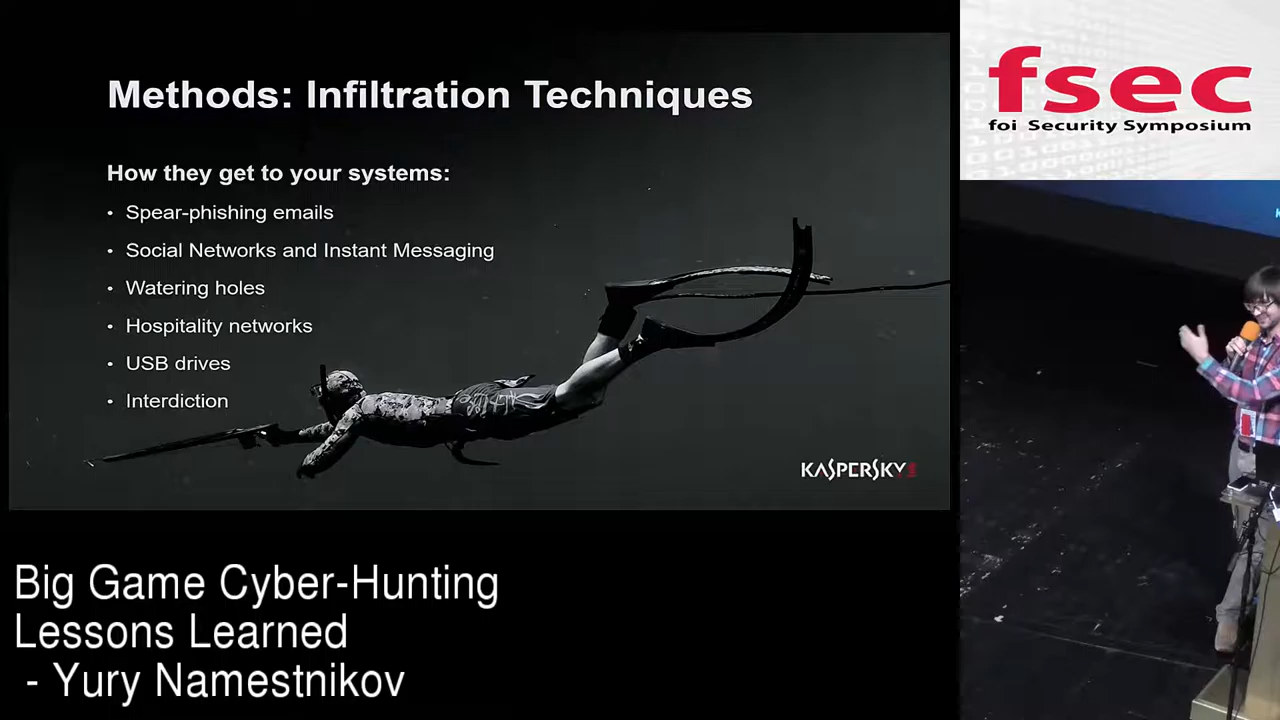 Methods: Infiltration Techniques
How they get to your systems:
• Spear-phishing emails
• Social Networks and Instant Messaging
• Watering holes
• Hospitality networks
• USB drives
• Interdiction
KASPERSKY
fsec
foi Security Symposium
Big Game Cyber-Hunting
Lessons Learned
- Yury Namestnikov